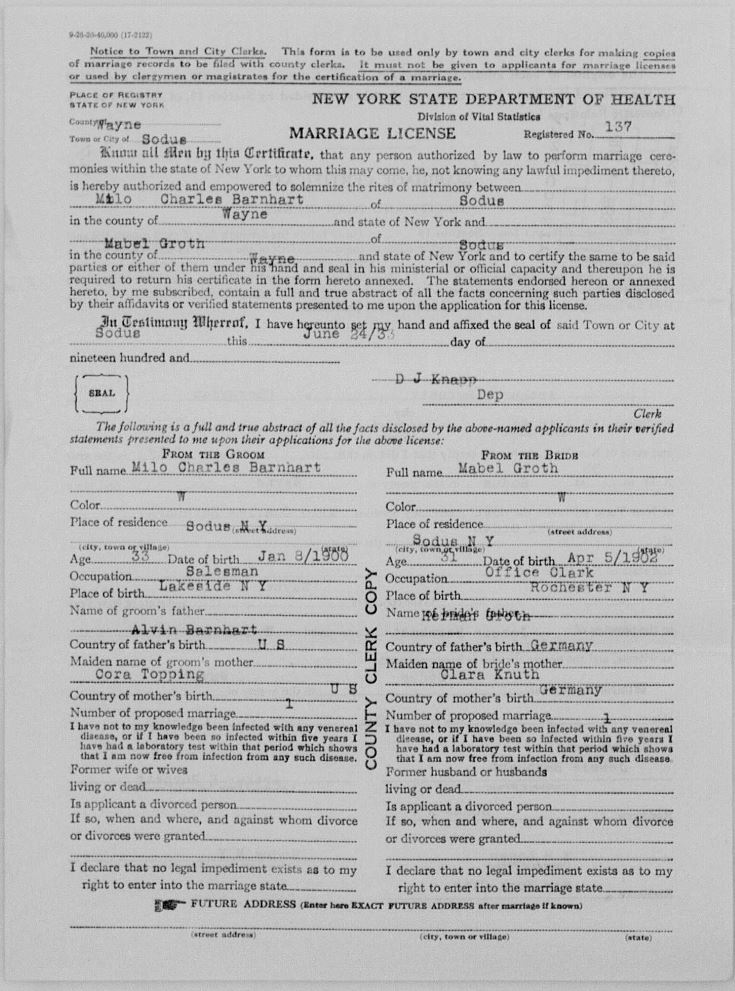 9-26-30-40,000 (17-2122)
Notice to Town and City Clerks. This form is to be used only by town and city clerks for making copies
of marriage records to be filed with county clerks. It must not be given to applicants for marriage licenses
or used by clergymen or magistrates for the certification of a marriage.
PLACE OF REGISTRY
STATE OF NEW YORK
NEW YORK STATE DEPARTMENT OF HEALTH
Division of Vital Statistics
County of Wayne
Town or City of Sodus
MARRIAGE LICENSE
Registered No. 137
Know all Men by this Certificate, that any person authorized by law to perform marriage cere-
monies within the state of New York to whom this may come, he, not knowing any lawful impediment thereto,
is hereby authorized and empowered to solemnize the rites of matrimony between
Milo Charles Barnhart of Sodus
in the county of Wayne and state of New York and
Mabel Groth of Sodus
in the county of Wayne and state of New York and to certify the same to be said
parties or either of them under his hand and seal in his ministerial or official capacity and thereupon he is
required to return his certificate in the form hereto annexed. The statements endorsed hereon or annexed
hereto, by me subscribed, contain a full and true abstract of all the facts concerning such parties disclosed
by their affidavits or verified statements presented to me upon the application for this license.
In Testimony Whereof, I have hereunto set my hand and affixed the seal of said Town or City at
Sodus this June 24/33 day of
nineteen hundred and
D J Knapp
SEAL
Dep
Clerk
The following is a full and true abstract of all the facts disclosed by the above-named applicants in their verified
statements presented to me upon their applications for the above license:
FROM THE GROOM
Full name Milo Charles Barnhart
Color W
Place of residence Sodus N Y
(street address)
(city, town or village) (state)
Age 33 Date of birth Jan 8/1900
Occupation Salesman
Place of birth Lakeside N Y
Name of groom's father
Alvin Barnhart
Country of father's birth U S
Maiden name of groom's mother
Cora Topping
Country of mother's birth U S
Number of proposed marriage 1
I have not to my knowledge been infected with any venereal
disease, or if I have been so infected within five years I
have had a laboratory test within that period which shows
that I am now free from infection from any such disease.
Former wife or wives
living or dead
Is applicant a divorced person
If so, when and where, and against whom divorce
or divorces were granted
I declare that no legal impediment exists as to my
right to enter into the marriage state
COUNTY CLERK COPY
FROM THE BRIDE
Full name Mabel Groth
Color W
Place of residence
(street address)
Sodus N Y
(city, town or village) (state)
Age 31 Date of birth Apr 5/1902
Occupation Office Clark
Place of birth Rochester N Y
Name of bride's father
Herman Groth
Country of father's birth Germany
Maiden name of bride's mother
Clara Knuth
Country of mother's birth Germany
Number of proposed marriage 1
I have not to my knowledge been infected with any venereal
disease, or if I have been so infected within five years I
have had a laboratory test within that period which shows
that I am now free from infection from any such disease
Former husband or husbands
living or dead
Is applicant a divorced person
If so, when and where, and against whom divorce
or divorces were granted
I declare that no legal impediment exists as to my
right to enter into the marriage state
FUTURE ADDRESS (Enter here EXACT FUTURE ADDRESS after marriage if known)
(street address) (city, town or village) (state)